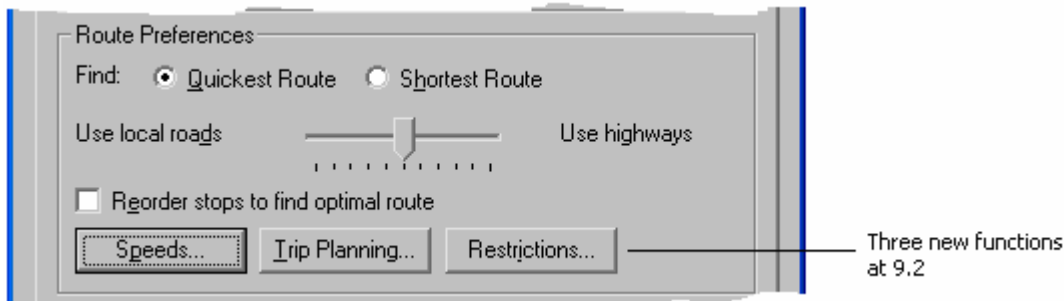 Route Preferences
Find: Quickest Route Shortest Route
Use local roads Use highways
Reorder stops to find optimal route
Speeds... Trip Planning... Restrictions...
Three new functions
at 9.2